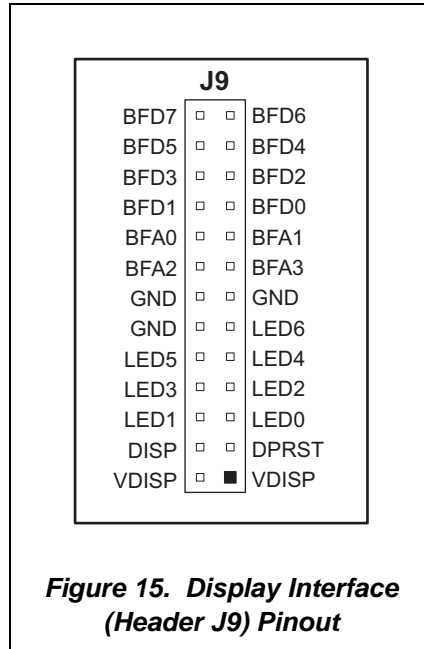 J9
BFD7 BFD6
BFD5 BFD4
BFD3 BFD2
BFD1 BFD0
BFA0 BFA1
BFA2 BFA3
GND GND
GND LED6
LED5 LED4
LED3 LED2
LED1 LED0
DISP DPRST
VDISP VDISP
Figure 15. Display Interface
(Header J9) Pinout